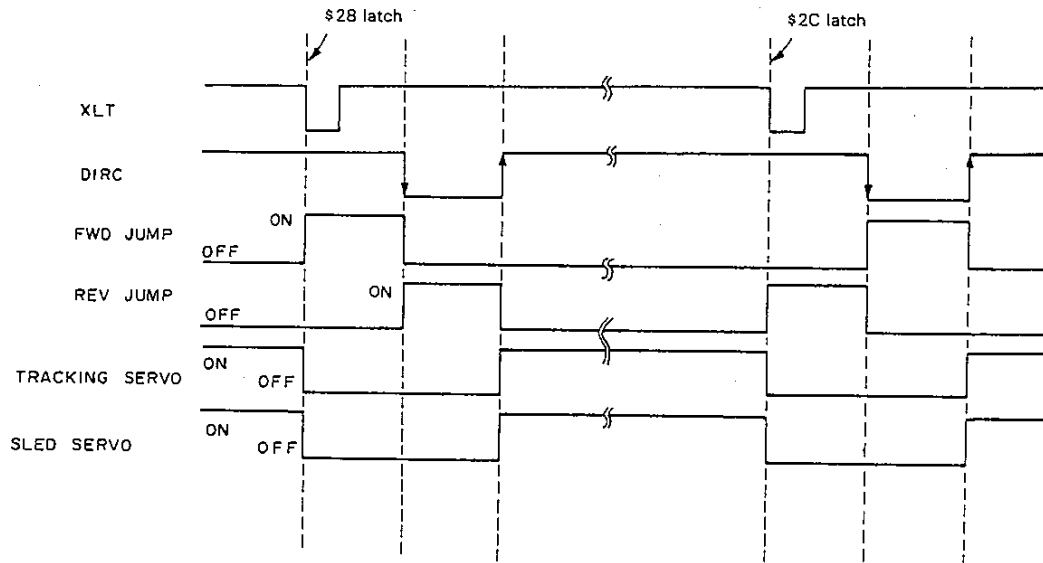 $28 latch
$2C latch
XLT
DIRC
ON
FWD JUMP
OFF
REV JUMP
ON
OFF
ON
TRACKING SERVO
OFF
ON
SLED SERVO
OFF